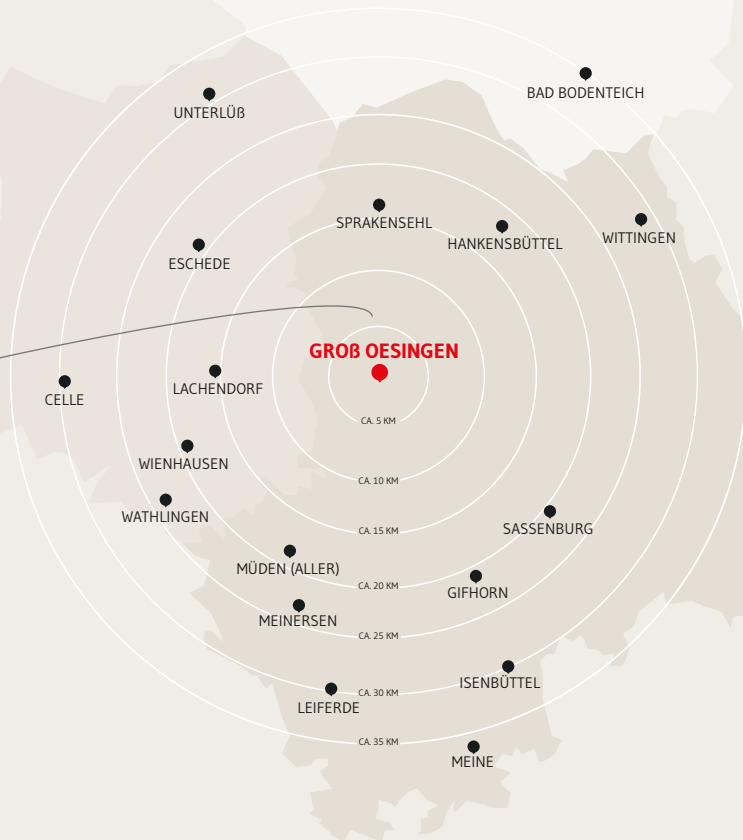 BAD BODENTEICH
UNTERLÜß
SPRAKENSEHL
HANKENSBÜTTEL
WITTINGEN
ESCHEDE
GROß OESINGEN
LACHENDORF
CELLE
CA. 5 KM
WIENHAUSEN
CA. 10 KM
WATHLINGEN
SASSENBURG
CA. 15 KM
MÜDEN (ALLER)
CA. 20 KM
GIFHORN
MEINERSEN
CA. 25 KM
ISENBÜTTEL
CA. 30 KM
LEIFERDE
CA. 35 KM
MEINE